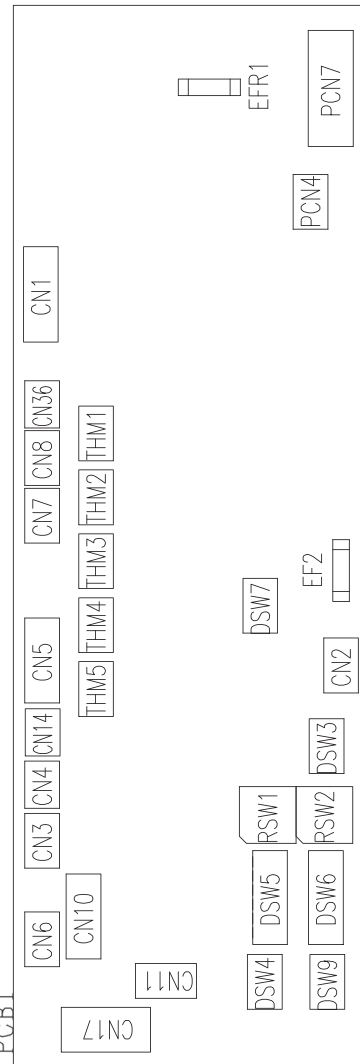 EFR1
PCN7
PCN4
CN1
CN36
CN8
THM1
CN7
THM2
THM3
EF2
DSW7
THM4
CN5
CN2
THM5
CN14
DSW3
CN4
RSW1
RSW2
CN3
DSW5
DSW6
CN10
CN6
CN11
DSW4
DSW9
CN17
PCB1